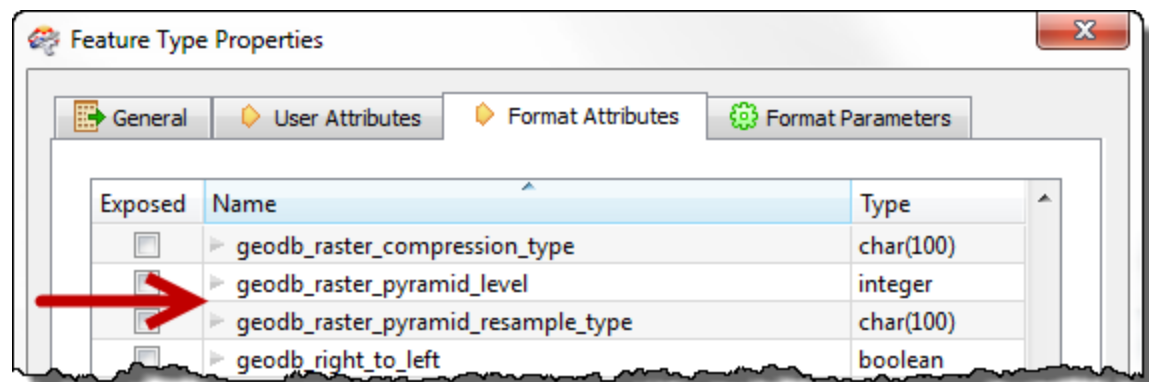 Feature Type Properties
General User Attributes Format Attributes Format Parameters
Exposed Name Type
geodb_raster_compression_type char(100)
geodb_raster_pyramid_level integer
geodb_raster_pyramid_resample_type char(100)
geodb_right_to_left boolean